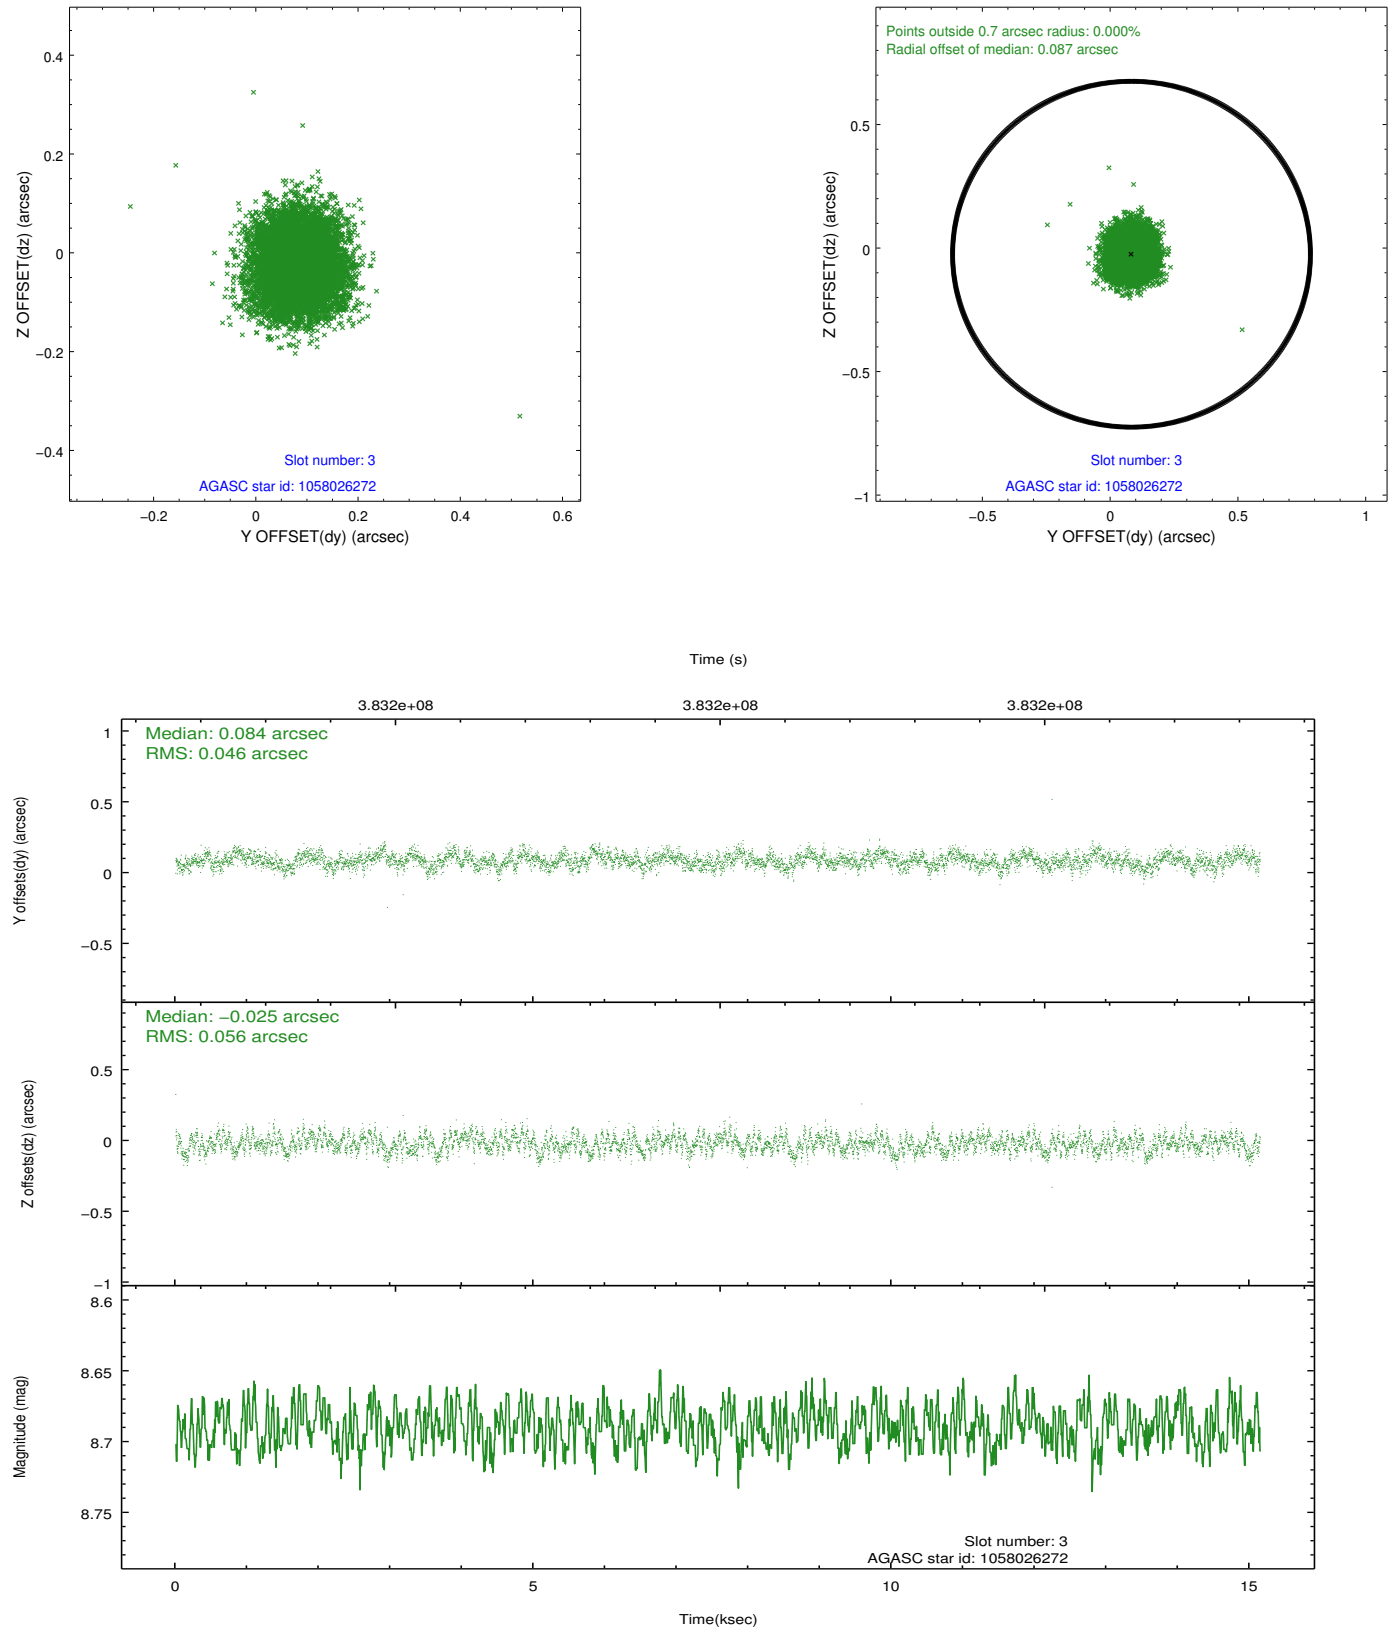 0.4
0.2
0
−0.2
−0.4
Z OFFSET(dz) (arcsec)
Slot number: 3
AGASC star id: 1058026272
−0.2 0 0.2 0.4 0.6
Y OFFSET(dy) (arcsec)
Points outside 0.7 arcsec radius: 0.000%
Radial offset of median: 0.087 arcsec
0.5
0
−0.5
−1
Z OFFSET(dz) (arcsec)
Slot number: 3
AGASC star id: 1058026272
−0.5 0 0.5 1
Y OFFSET(dy) (arcsec)
Time (s)
3.832e+08 3.832e+08 3.832e+08
Median: 0.084 arcsec
RMS: 0.046 arcsec
1
0.5
0
−0.5
Y offsets(dy) (arcsec)
Median: −0.025 arcsec
RMS: 0.056 arcsec
0.5
0
−0.5
−1
Z offsets(dz) (arcsec)
8.6
8.65
8.7
8.75
Magnitude (mag)
Slot number: 3
AGASC star id: 1058026272
0 5 10 15
Time(ksec)